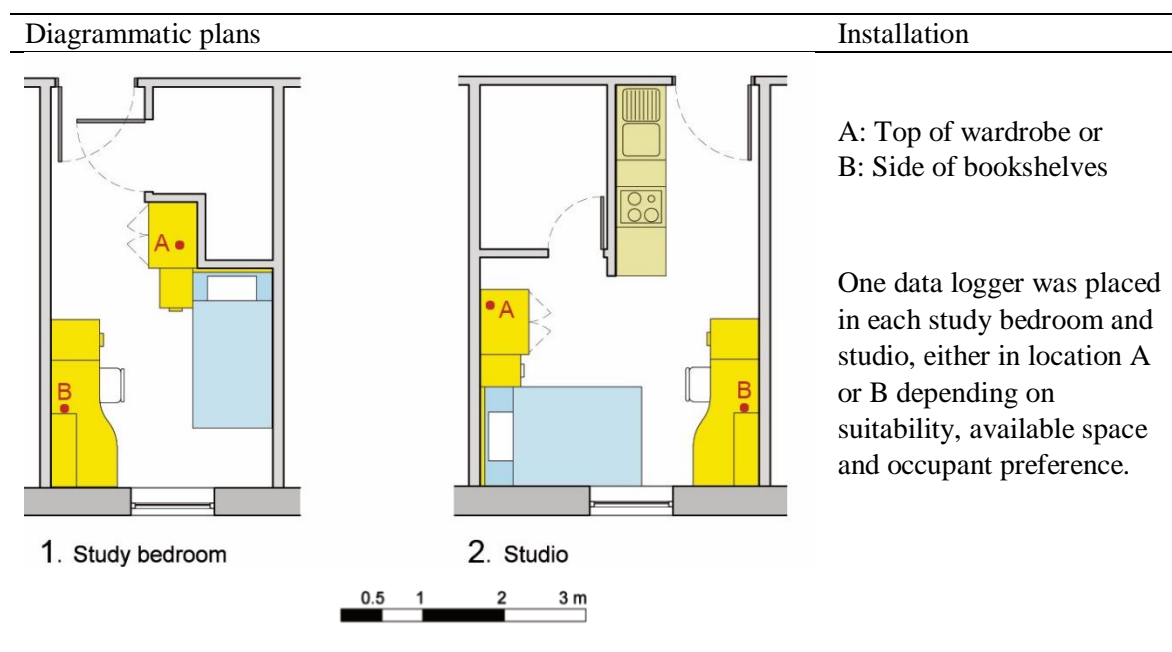 Diagrammatic plans
Installation
A
B
1. Study bedroom
A
B
2. Studio
0.5 1 2 3 m
A: Top of wardrobe or
B: Side of bookshelves
One data logger was placed
in each study bedroom and
studio, either in location A
or B depending on
suitability, available space
and occupant preference.